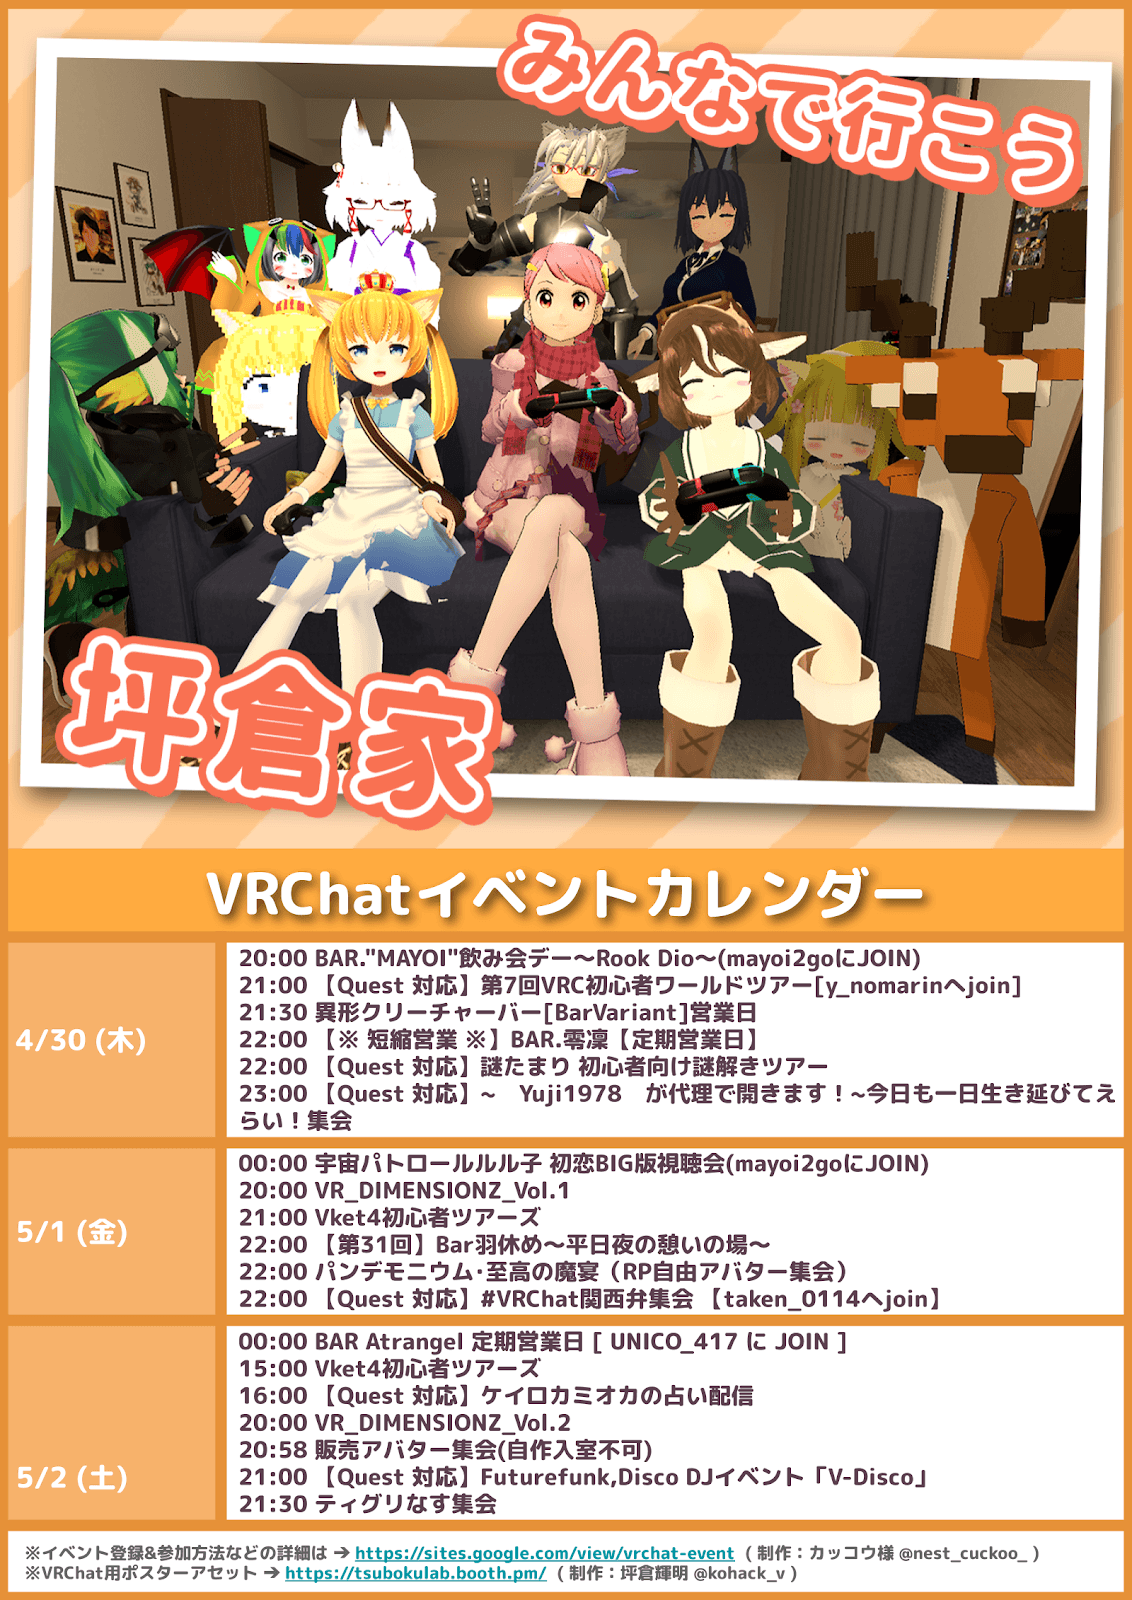 みんなで行こう
坪倉家
VRChatイベントカレンダー
4/30 (木)
20:00 BAR."MAYOI"飲み会デー～Rook Dio～(mayoi2goにJOIN)
21:00 【Quest 対応】第7回VRC初心者ワールドツアー[y_nomarinへjoin]
21:30 異形クリーチャーバー[BarVariant]営業日
22:00 【※ 短縮営業 ※】BAR.零凜【定期営業日】
22:00 【Quest 対応】謎たまり 初心者向け謎解きツアー
23:00 【Quest 対応】~　Yuji1978　が代理で開きます！~今日も一日生き延びてえ
らい！集会
5/1 (金)
00:00 宇宙パトロールルル子 初恋BIG版視聴会(mayoi2goにJOIN)
20:00 VR_DIMENSIONZ_Vol.1
21:00 Vket4初心者ツアーズ
22:00 【第31回】Bar羽休め～平日夜の憩いの場～
22:00 パンデモニウム･至高の魔宴（RP自由アバター集会）
22:00 【Quest 対応】#VRChat関西弁集会 【taken_0114へjoin】
5/2 (土)
00:00 BAR Atrangel 定期営業日 [ UNICO_417 に JOIN ]
15:00 Vket4初心者ツアーズ
16:00 【Quest 対応】ケイロカミオカの占い配信
20:00 VR_DIMENSIONZ_Vol.2
20:58 販売アバター集会(自作入室不可)
21:00 【Quest 対応】Futurefunk,Disco DJイベント「V-Disco」
21:30 ティグリなす集会
※イベント登録&参加方法などの詳細は → https://sites.google.com/view/vrchat-event ( 制作：カッコウ様 @nest_cuckoo_ )
※VRChat用ポスターアセット → https://tsubokulab.booth.pm/ ( 制作：坪倉輝明 @kohack_v )